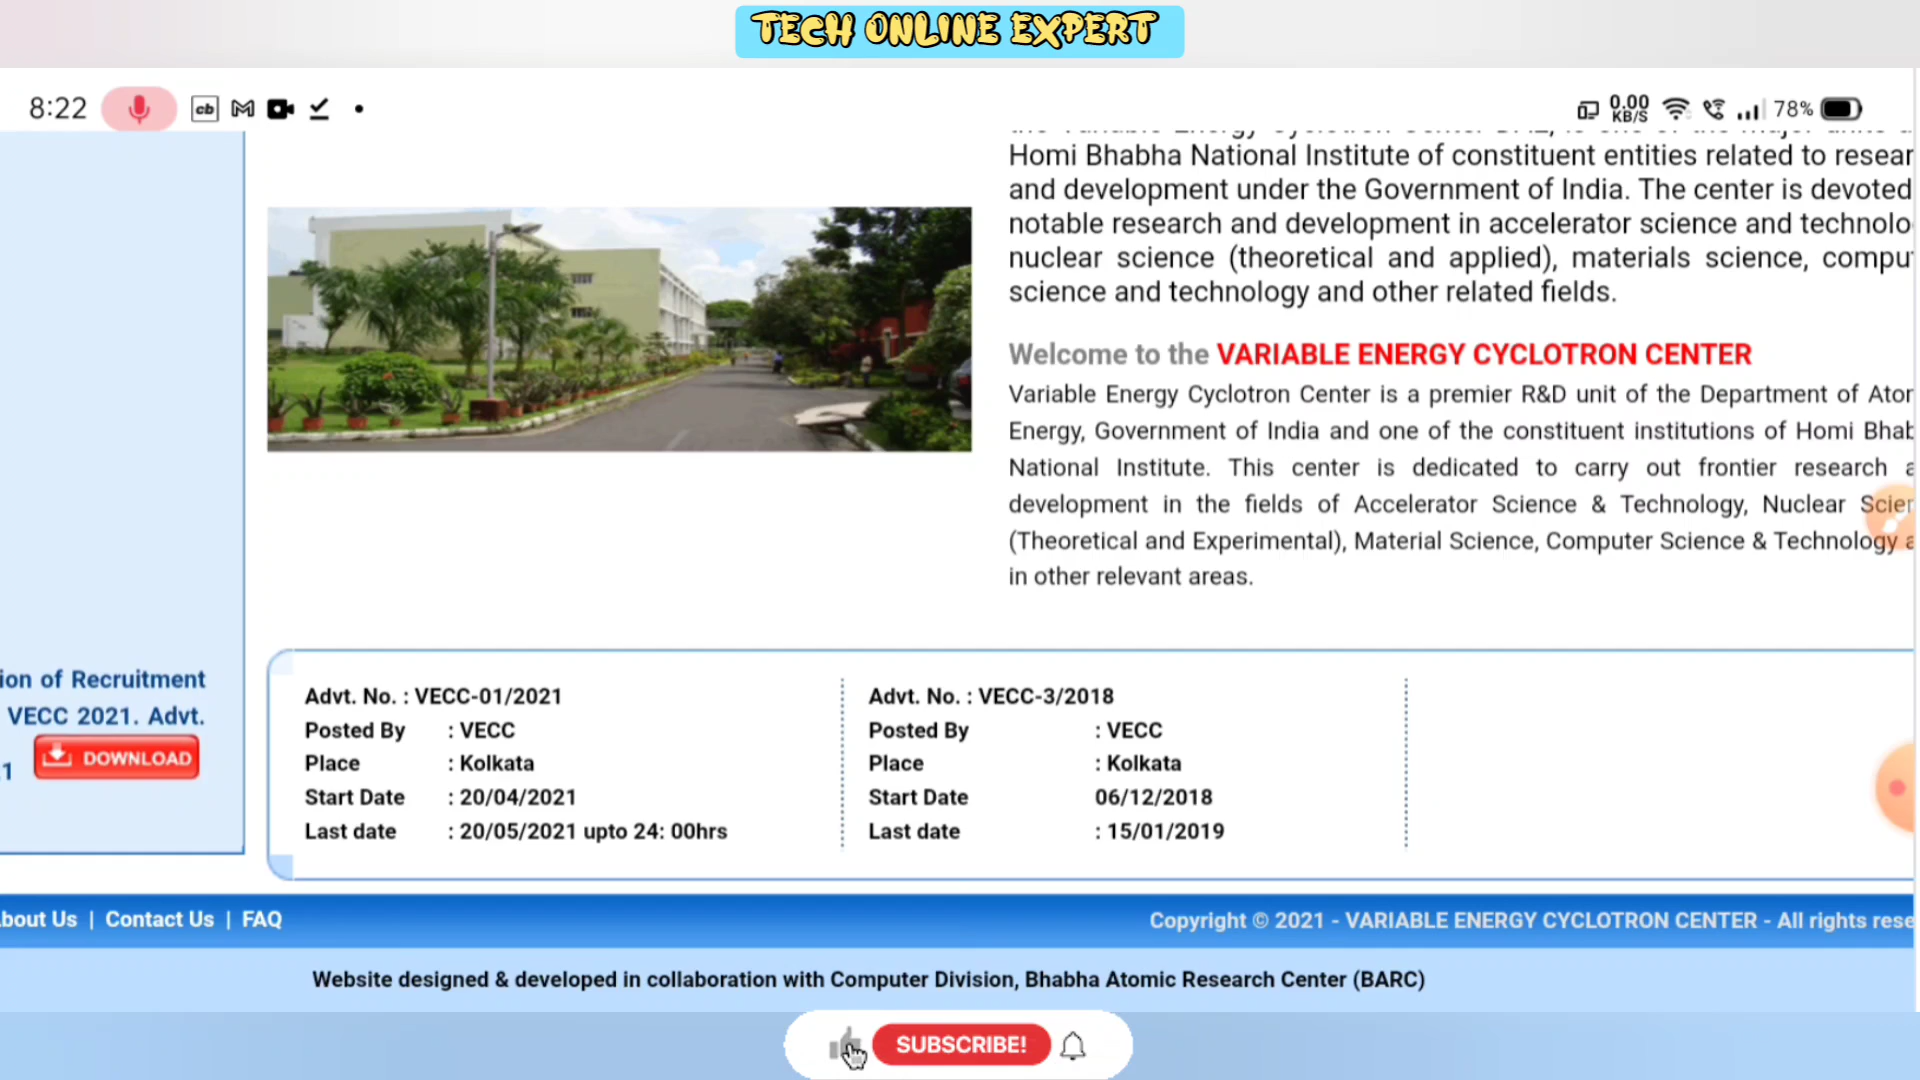 TECH ONLINE EXPERT
8:22
cb
0.00
KB/S
78%
Homi Bhabha National Institute of constituent entities related to resear
and development under the Government of India. The center is devoted
notable research and development in accelerator science and technolo
nuclear science (theoretical and applied), materials science, comput
science and technology and other related fields.
Welcome to the VARIABLE ENERGY CYCLOTRON CENTER
Variable Energy Cyclotron Center is a premier R&D unit of the Department of Ator
Energy, Government of India and one of the constituent institutions of Homi Bhab
National Institute. This center is dedicated to carry out frontier research a
development in the fields of Accelerator Science & Technology, Nuclear Scien
(Theoretical and Experimental), Material Science, Computer Science & Technology a
in other relevant areas.
ion of Recruitment
VECC 2021. Advt.
1 DOWNLOAD
Advt. No. : VECC-01/2021
Posted By : VECC
Place : Kolkata
Start Date : 20/04/2021
Last date : 20/05/2021 upto 24: 00hrs
Advt. No. : VECC-3/2018
Posted By : VECC
Place : Kolkata
Start Date 06/12/2018
Last date : 15/01/2019
bout Us | Contact Us | FAQ
Copyright © 2021 - VARIABLE ENERGY CYCLOTRON CENTER - All rights rese
Website designed & developed in collaboration with Computer Division, Bhabha Atomic Research Center (BARC)
SUBSCRIBE!